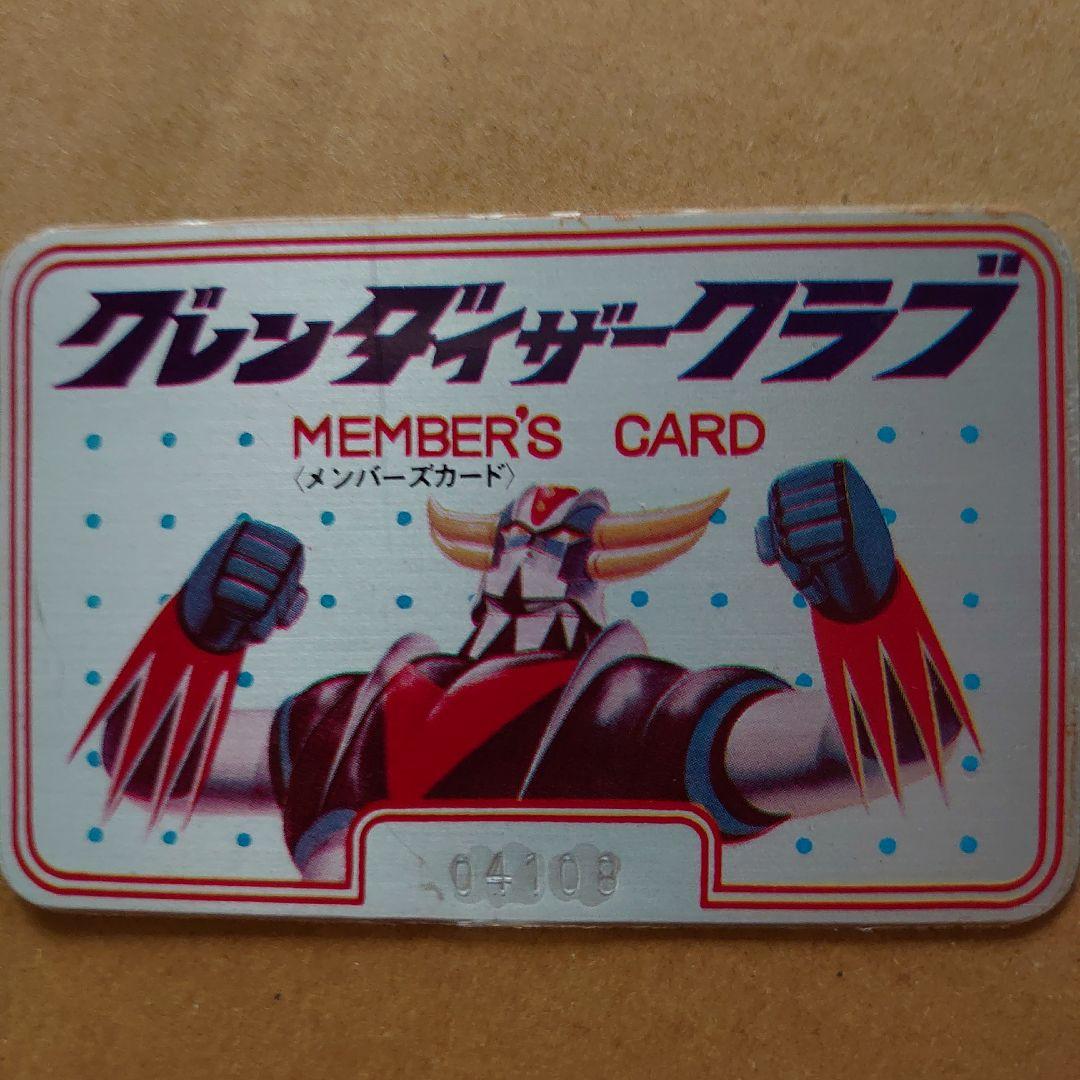 グレンダイザークラブ
MEMBER'S CARD
〈メンバーズカード〉
04108